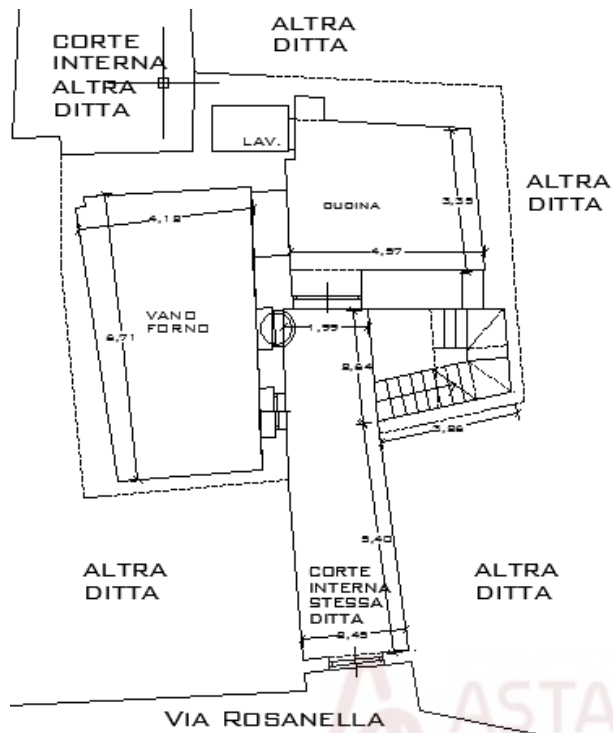 ALTRA
DITTA
CORTE
INTERNA
ALTRA
DITTA
LAV.
ALTRA
DITTA
CUCINA
3,35
4,57
4,12
VANO
FORNO
6,71
1,99
2,64
3,86
5,40
ALTRA
DITTA
CORTE
INTERNA
STESSA
DITTA
ALTRA
DITTA
2,45
VIA ROSANELLA
ASTA